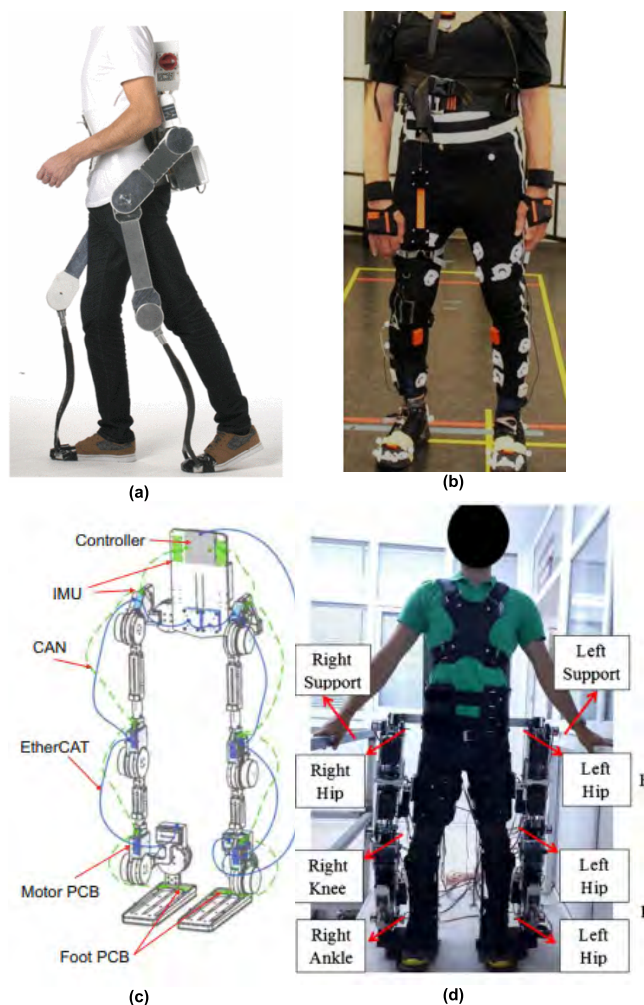 (a)
(b)
Controller
IMU
CAN
EtherCAT
Motor PCB
Foot PCB
(c)
Right
Support
Left
Support
Right
Hip
Left
Hip
Right
Knee
Left
Hip
Right
Ankle
Left
Hip
(d)